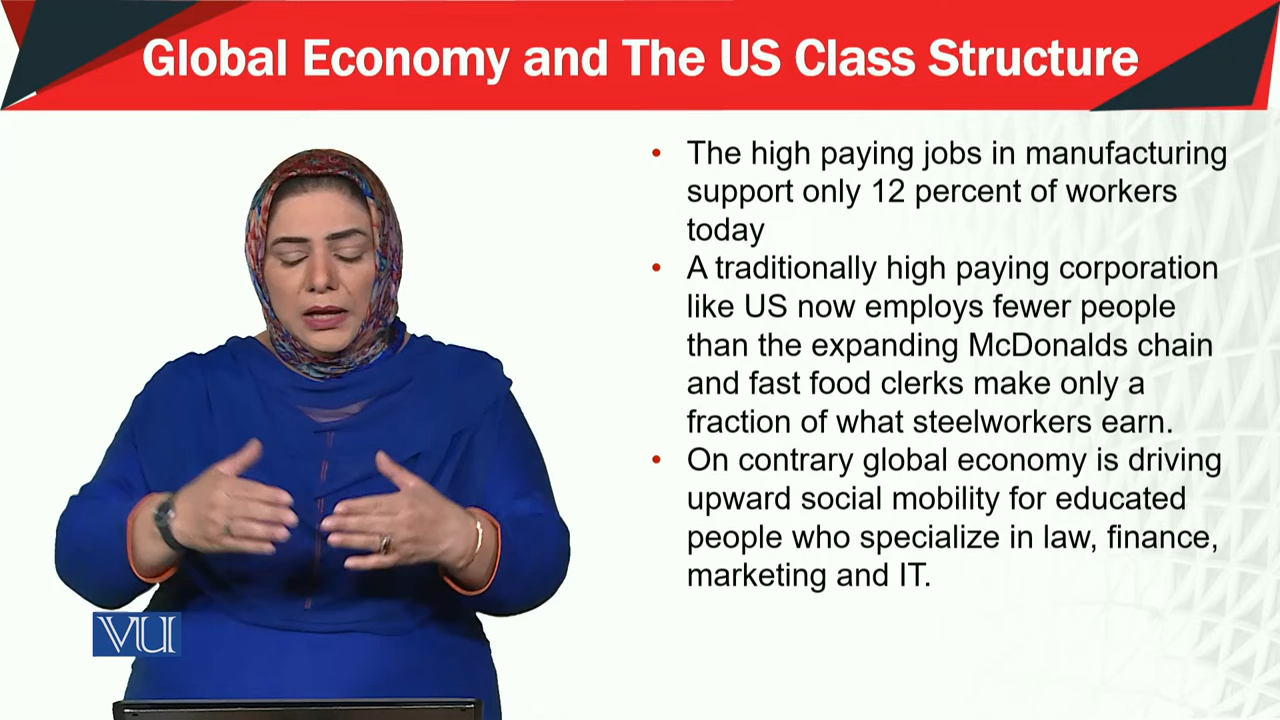 Global Economy and The US Class Structure
• The high paying jobs in manufacturing
support only 12 percent of workers
today
• A traditionally high paying corporation
like US now employs fewer people
than the expanding McDonalds chain
and fast food clerks make only a
fraction of what steelworkers earn.
• On contrary global economy is driving
upward social mobility for educated
people who specialize in law, finance,
marketing and IT.
VU